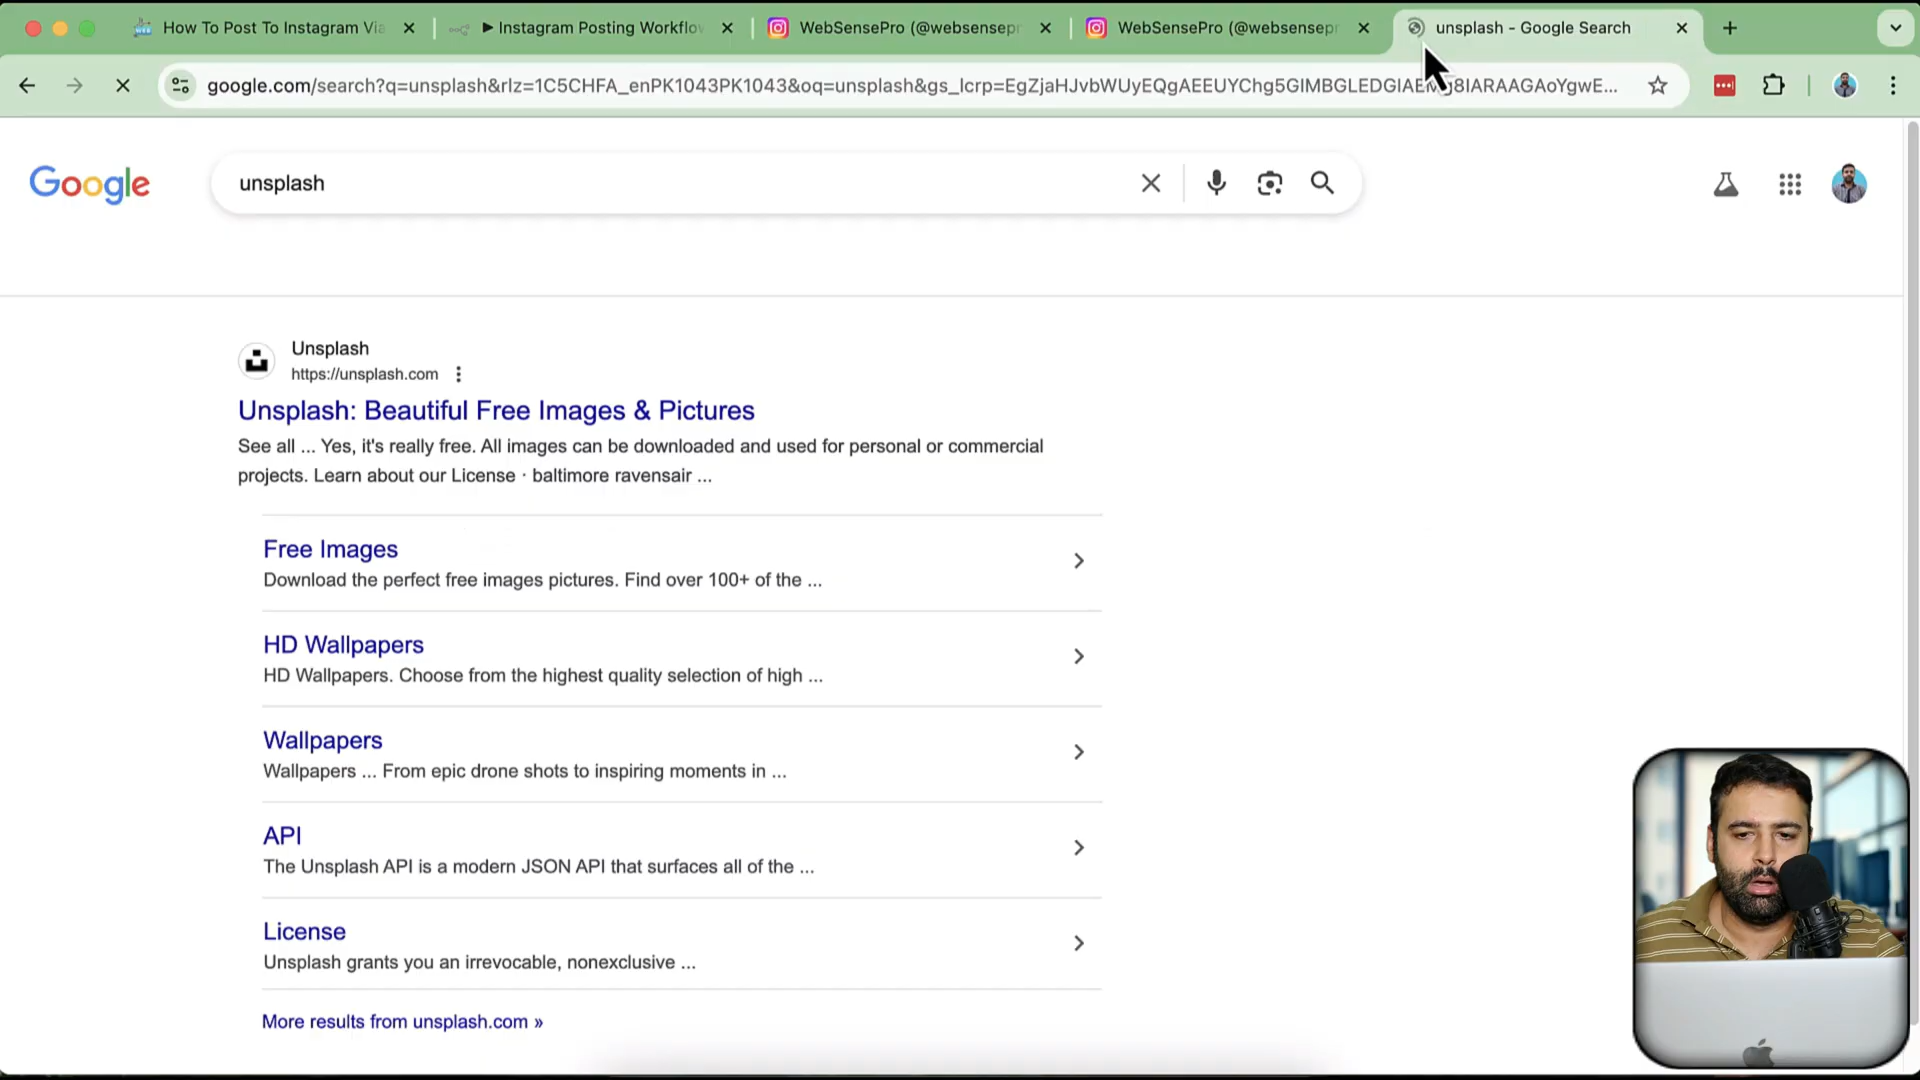 How To Post To Instagram Via
Instagram Posting Workflow
WebSensePro (@websensepr
WebSensePro (@websensepr
unsplash - Google Search
google.com/search?q=unsplash&rlz=1C5CHFA_enPK1043PK1043&oq=unsplash&gs_lcrp=
Google
unsplash
Unsplash
https://unsplash.com
Unsplash: Beautiful Free Images & Pictures
See all ... Yes, it's really free. All images can be downloaded and used for personal or commercial
projects. Learn about our License · baltimore ravensair ...
Free Images
Download the perfect free images pictures. Find over 100+ of the ...
HD Wallpapers
HD Wallpapers. Choose from the highest quality selection of high ...
Wallpapers
Wallpapers ... From epic drone shots to inspiring moments in ...
API
The Unsplash API is a modern JSON API that surfaces all of the ...
License
Unsplash grants you an irrevocable, nonexclusive ...
More results from unsplash.com »